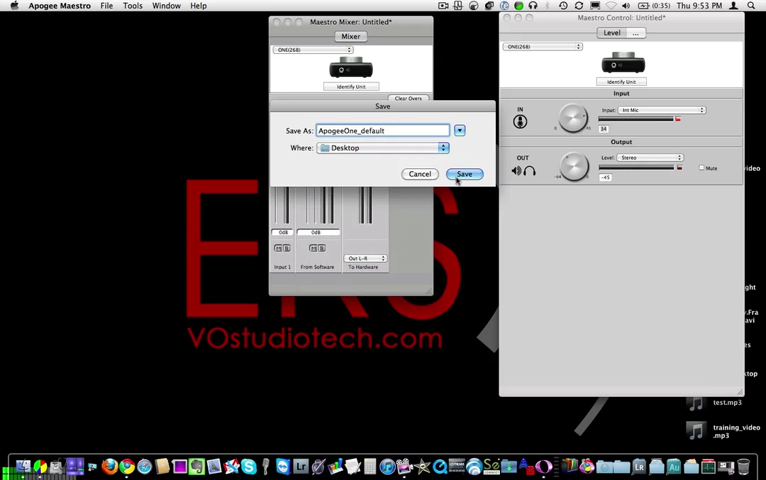 Apogee Maestro File Tools Window Help
(0:35) Thu 9:53 PM
Maestro Mixer: Untitled*
Mixer
ONE(268)
Identify Unit
Clear Overs
Save
Save As: ApogeeOne_default
Where: Desktop
Cancel Save
0dB 0dB
Out L-R
Input 1 From Software To Hardware
Maestro Control: Untitled*
Level ...
ONE(268)
Identify Unit
Input
IN
Input: Int Mic
34
Output
OUT
Level: Stereo
Mute
-45
ERS
VOstudiotech.com
test.mp3
training_video
.mp3